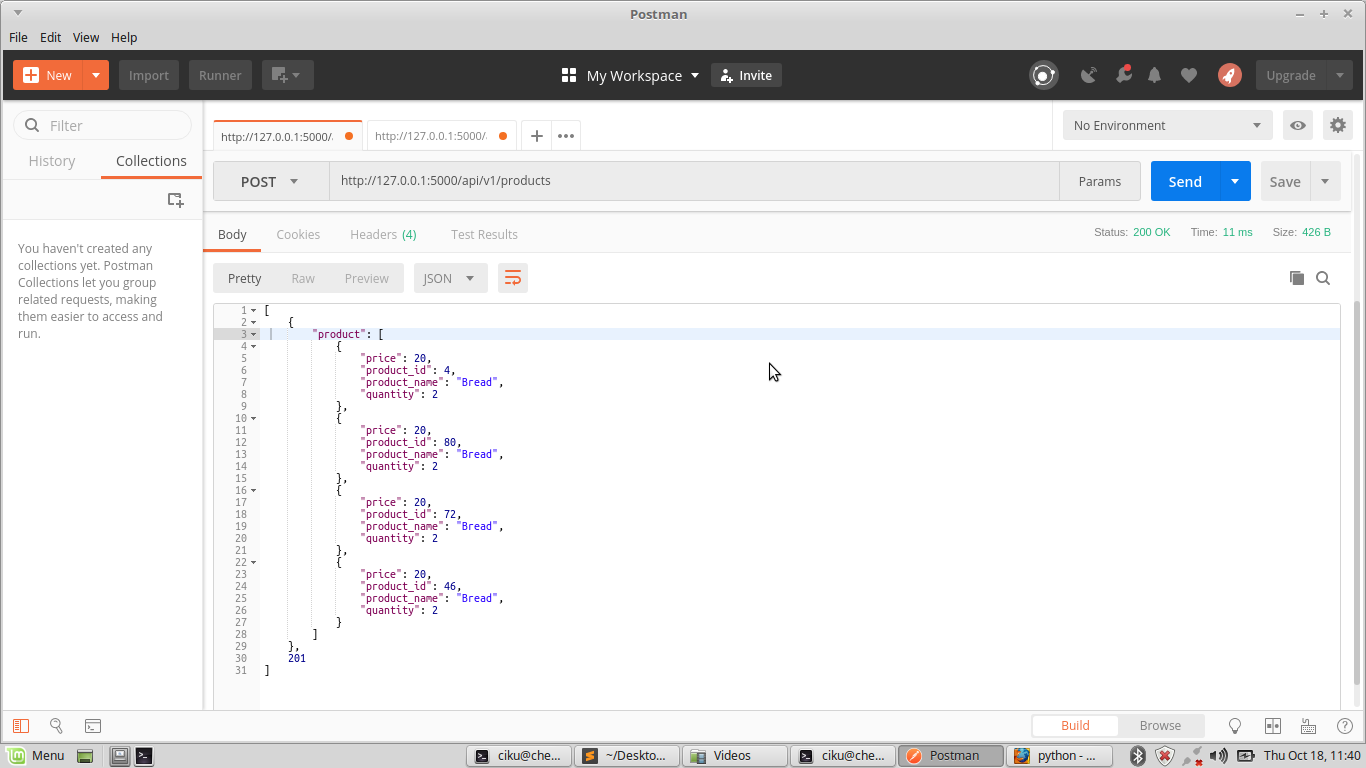 Postman
File Edit View Help
New Import Runner My Workspace Invite Upgrade
Filter
History Collections
You haven't created any
collections yet. Postman
Collections let you group
related requests, making
them easier to access and
run.
http://127.0.0.1:5000/ http://127.0.0.1:5000/ + ••• No Environment
POST http://127.0.0.1:5000/api/v1/products Params Send Save
Body Cookies Headers (4) Test Results Status: 200 OK Time: 11 ms Size: 426 B
Pretty Raw Preview JSON
1 [
2 {
3 "product": [
4 {
5 "price": 20,
6 "product_id": 4,
7 "product_name": "Bread",
8 "quantity": 2
9 },
10 {
11 "price": 20,
12 "product_id": 80,
13 "product_name": "Bread",
14 "quantity": 2
15 },
16 {
17 "price": 20,
18 "product_id": 72,
19 "product_name": "Bread",
20 "quantity": 2
21 },
22 {
23 "price": 20,
24 "product_id": 46,
25 "product_name": "Bread",
26 "quantity": 2
27 }
28 ]
29 },
30 201
31 ]
Build Browse
Menu ciku@che... ~/Deskto... Videos ciku@che... Postman python - ... Thu Oct 18, 11:40